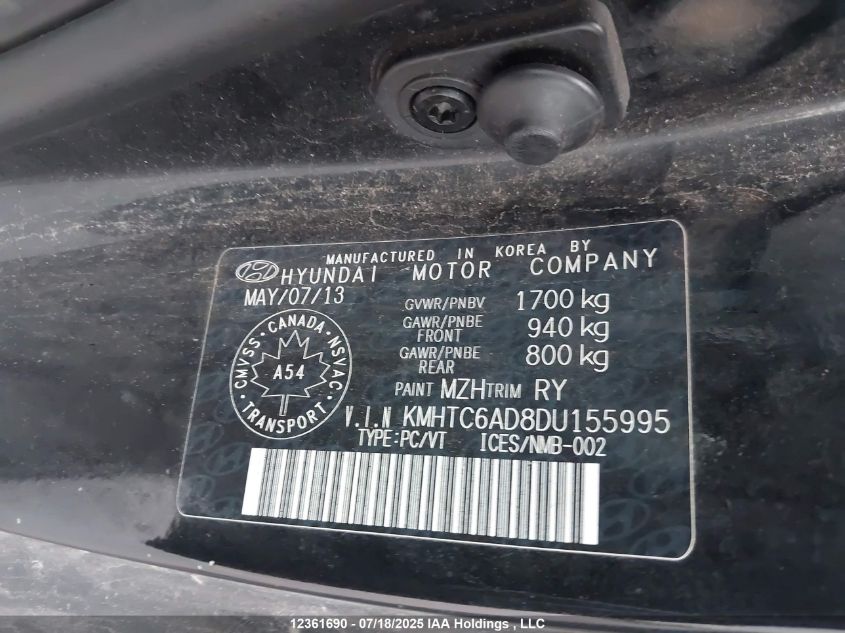 MANUFACTURED IN KOREA BY
HYUNDAI MOTOR COMPANY
MAY/07/13
GVWR/PNBV 1700 kg
GAWR/PNBE FRONT 940 kg
GAWR/PNBE REAR 800 kg
CMVSS · CANADA · NSVAC
A54
TRANSPORT
PAINT MZH TRIM RY
V.I.N KMHTC6AD8DU155995
TYPE:PC/VT ICES/NMB-002
12361690 - 07/18/2025 IAA Holdings , LLC